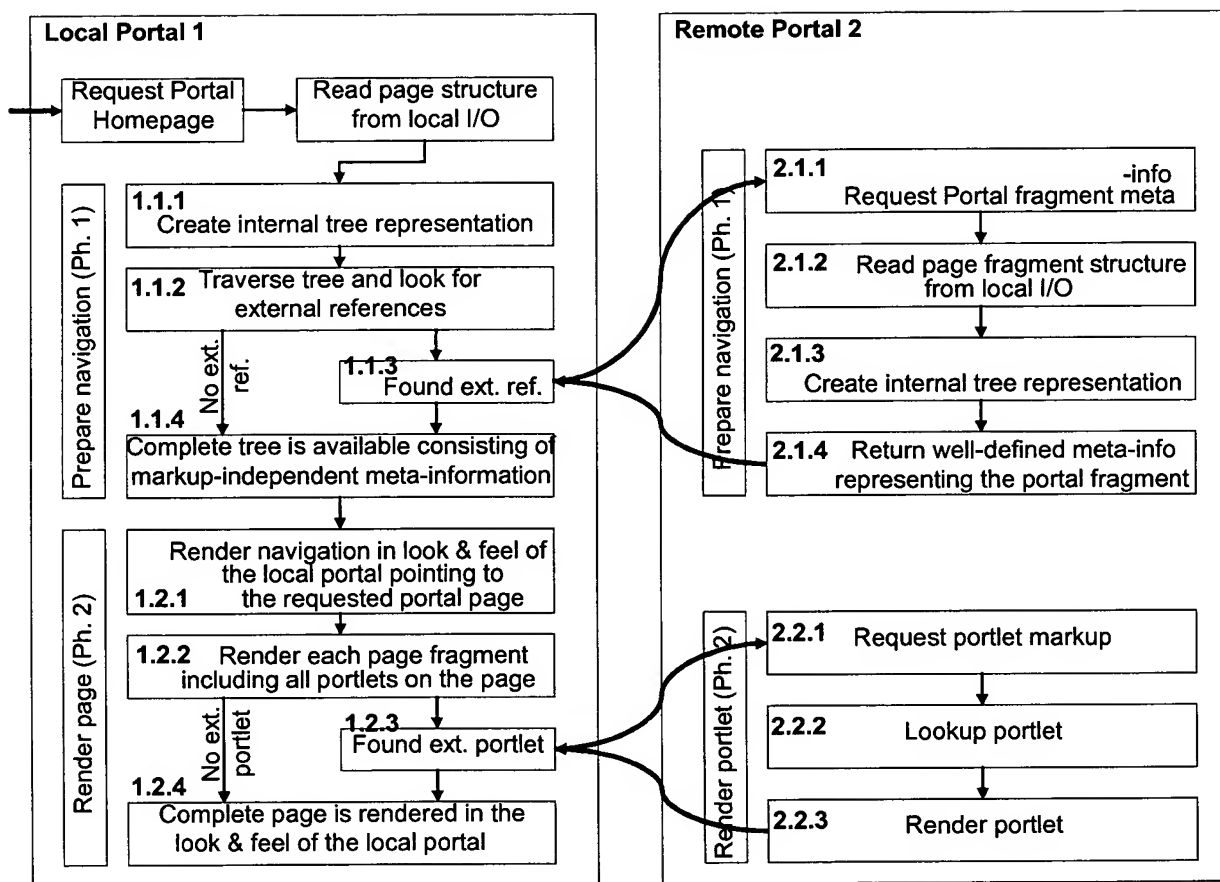 Local Portal 1
Request Portal
Homepage
Read page structure
from local I/O
Prepare navigation (Ph. 1)
1.1.1
Create internal tree representation
1.1.2
Traverse tree and look for
external references
No ext.
ref.
1.1.3
Found ext. ref.
1.1.4
Complete tree is available consisting of
markup-independent meta-information
Render page (Ph. 2)
Render navigation in look & feel of
the local portal pointing to
1.2.1 the requested portal page
1.2.2 Render each page fragment
including all portlets on the page
No ext.
portlet
1.2.3
Found ext. portlet
1.2.4
Complete page is rendered in the
look & feel of the local portal
Remote Portal 2
Prepare navigation (Ph. 1)
2.1.1 -info
Request Portal fragment meta
2.1.2 Read page fragment structure
from local I/O
2.1.3
Create internal tree representation
2.1.4 Return well-defined meta-info
representing the portal fragment
Render portlet (Ph. 2)
2.2.1 Request portlet markup
2.2.2 Lookup portlet
2.2.3 Render portlet